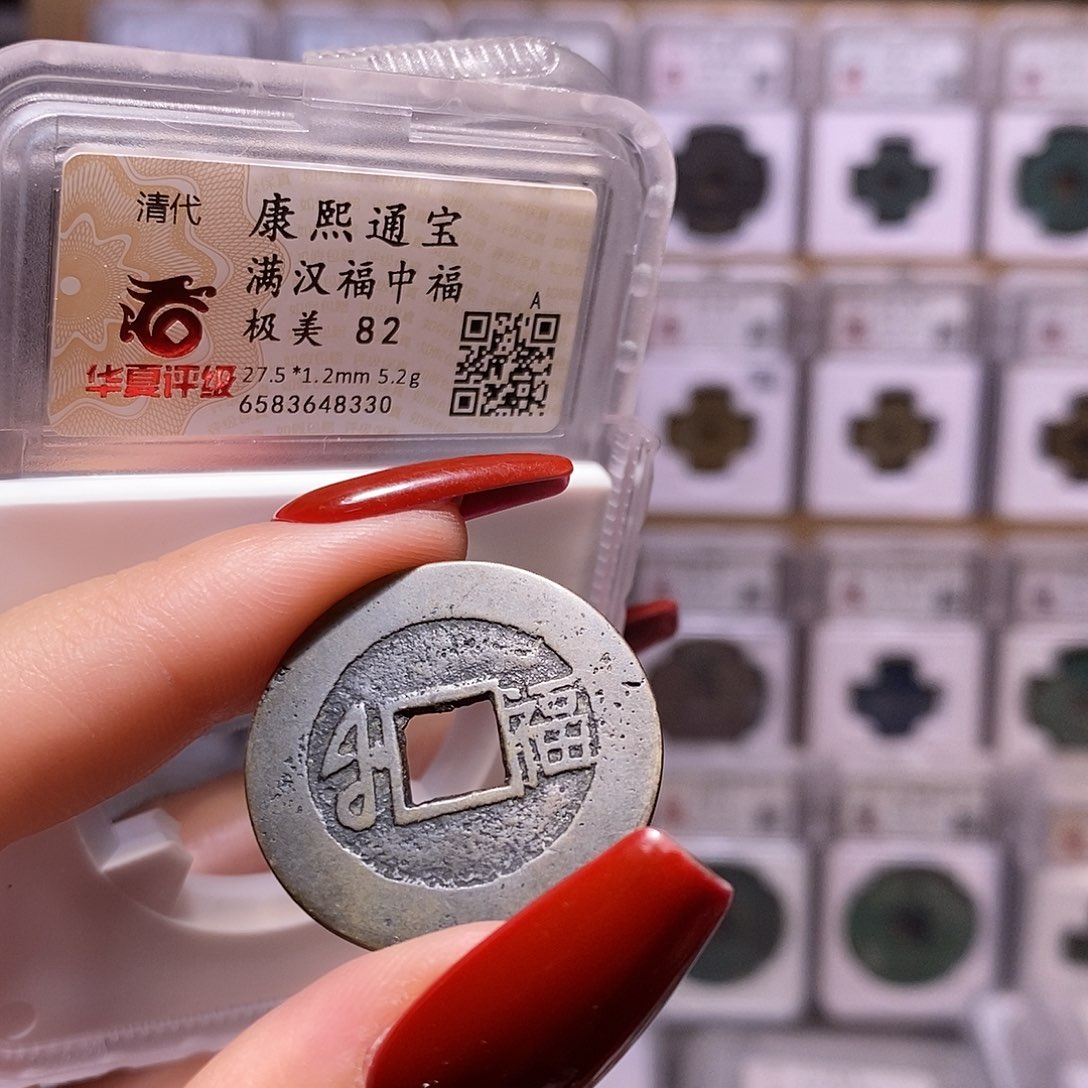 清代
康熙通宝
满汉福中福
极美 82
A
华夏评级
27.5*1.2mm 5.2g
6583648330
福